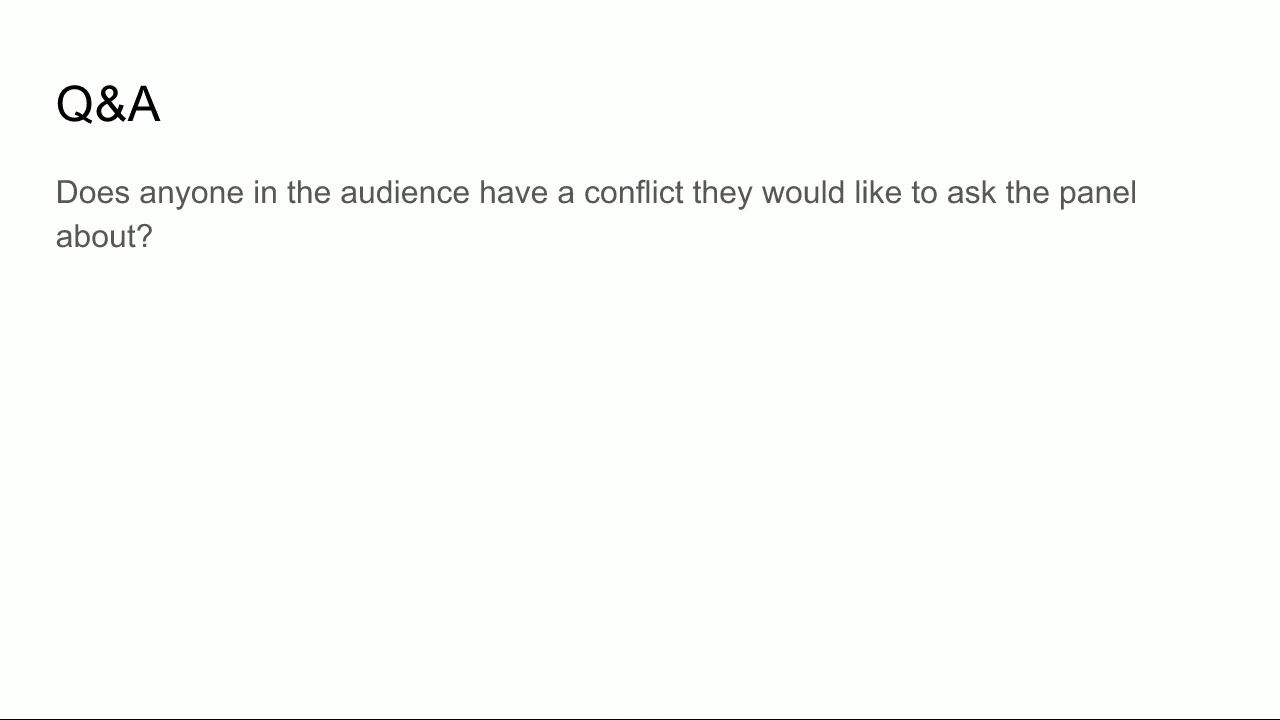 Q&A
Does anyone in the audience have a conflict they would like to ask the panel
about?